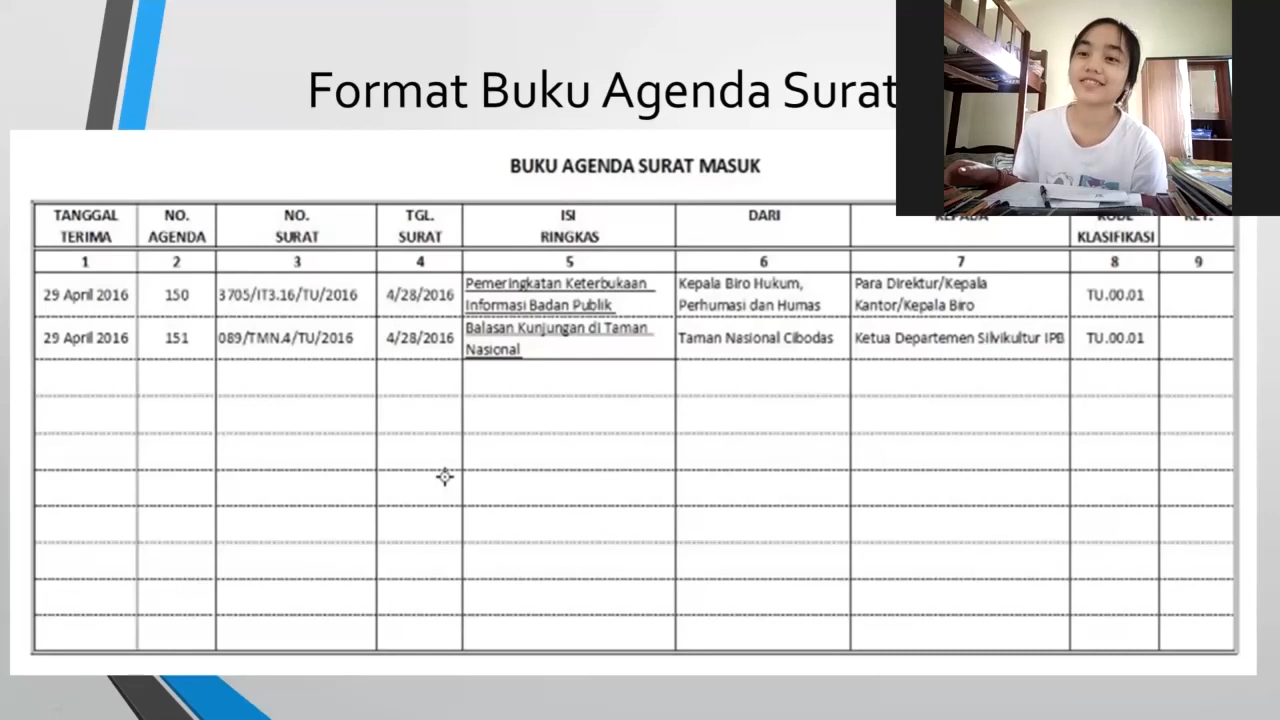 Format Buku Agenda Surat
BUKU AGENDA SURAT MASUK
TANGGAL TERIMA NO. AGENDA NO. SURAT TGL. SURAT ISI RINGKAS DARI KEPADA KODE KLASIFIKASI KET.
1 2 3 4 5 6 7 8 9
29 April 2016 150 3705/IT3.16/TU/2016 4/28/2016 Pemeringkatan Keterbukaan Informasi Badan Publik Kepala Biro Hukum, Perhumasi dan Humas Para Direktur/Kepala Kantor/Kepala Biro TU.00.01
29 April 2016 151 089/TMN.4/TU/2016 4/28/2016 Balasan Kunjungan di Taman Nasional Taman Nasional Cibodas Ketua Departemen Silvikultur IPB TU.00.01